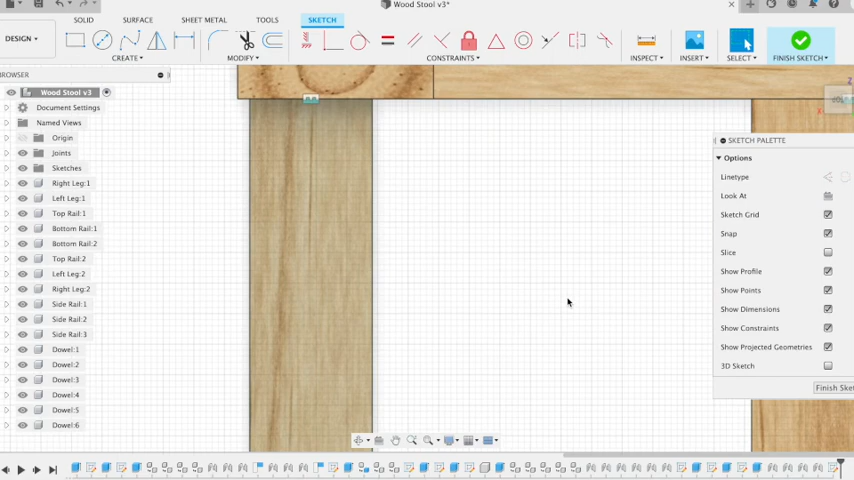 Wood Stool v3*
SOLID SURFACE SHEET METAL TOOLS SKETCH
DESIGN
CREATE MODIFY CONSTRAINTS INSPECT INSERT SELECT FINISH SKETCH
BROWSER
Wood Stool v3
Document Settings
Named Views
Origin
Joints
Sketches
Right Leg:1
Left Leg:1
Top Rail:1
Bottom Rail:1
Bottom Rail:2
Top Rail:2
Left Leg:2
Right Leg:2
Side Rail:1
Side Rail:2
Side Rail:3
Dowel:1
Dowel:2
Dowel:3
Dowel:4
Dowel:5
Dowel:6
SKETCH PALETTE
Options
Linetype
Look At
Sketch Grid
Snap
Slice
Show Profile
Show Points
Show Dimensions
Show Constraints
Show Projected Geometries
3D Sketch
Finish Sket